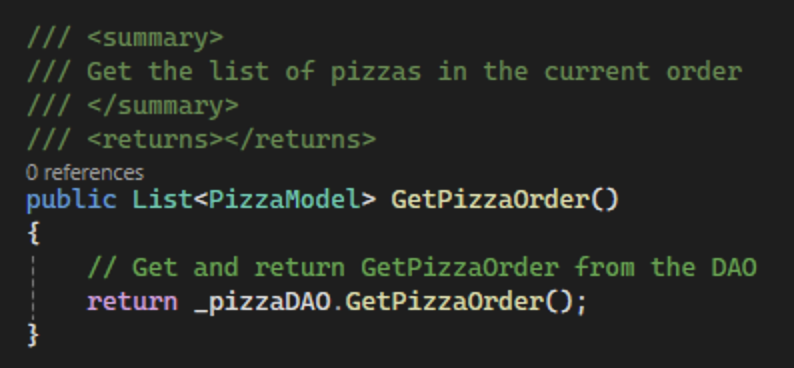 /// <summary>
/// Get the list of pizzas in the current order
/// </summary>
/// <returns></returns>
0 references
public List<PizzaModel> GetPizzaOrder()
{
    // Get and return GetPizzaOrder from the DAO
    return _pizzaDAO.GetPizzaOrder();
}